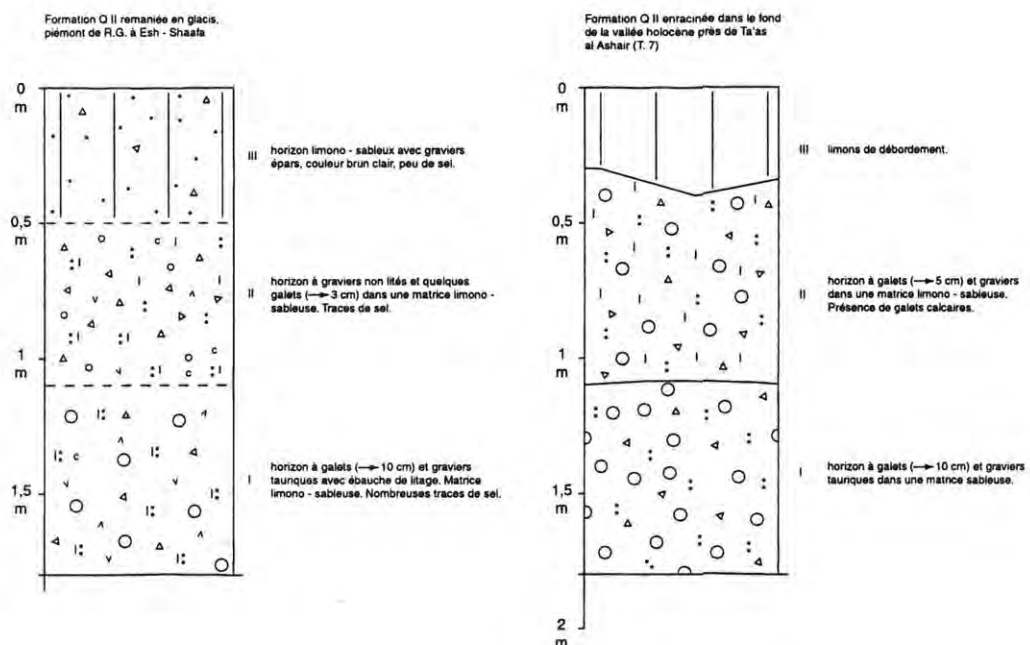 Formation Q II remaniée en glacis,
piémont de R.G. à Esh - Shaafa
0
m
0,5
m
1
m
1,5
m
III horizon limono - sableux avec graviers
épars, couleur brun clair, peu de sel.
II horizon à graviers non lités et quelques
galets (→ 3 cm) dans une matrice limono -
sableuse. Traces de sel.
I horizon à galets (→ 10 cm) et graviers
tauriques avec ébauche de litage. Matrice
limono - sableuse. Nombreuses traces de sel.
Formation Q II enracinée dans le fond
de la vallée holocène près de Ta'as
al Ashair (T. 7)
0
m
0,5
m
1
m
1,5
m
2
m
III limons de débordement.
II horizon à galets (→ 5 cm) et graviers
dans une matrice limono - sableuse.
Présence de galets calcaires.
I horizon à galets (→ 10 cm) et graviers
tauriques dans une matrice sableuse.